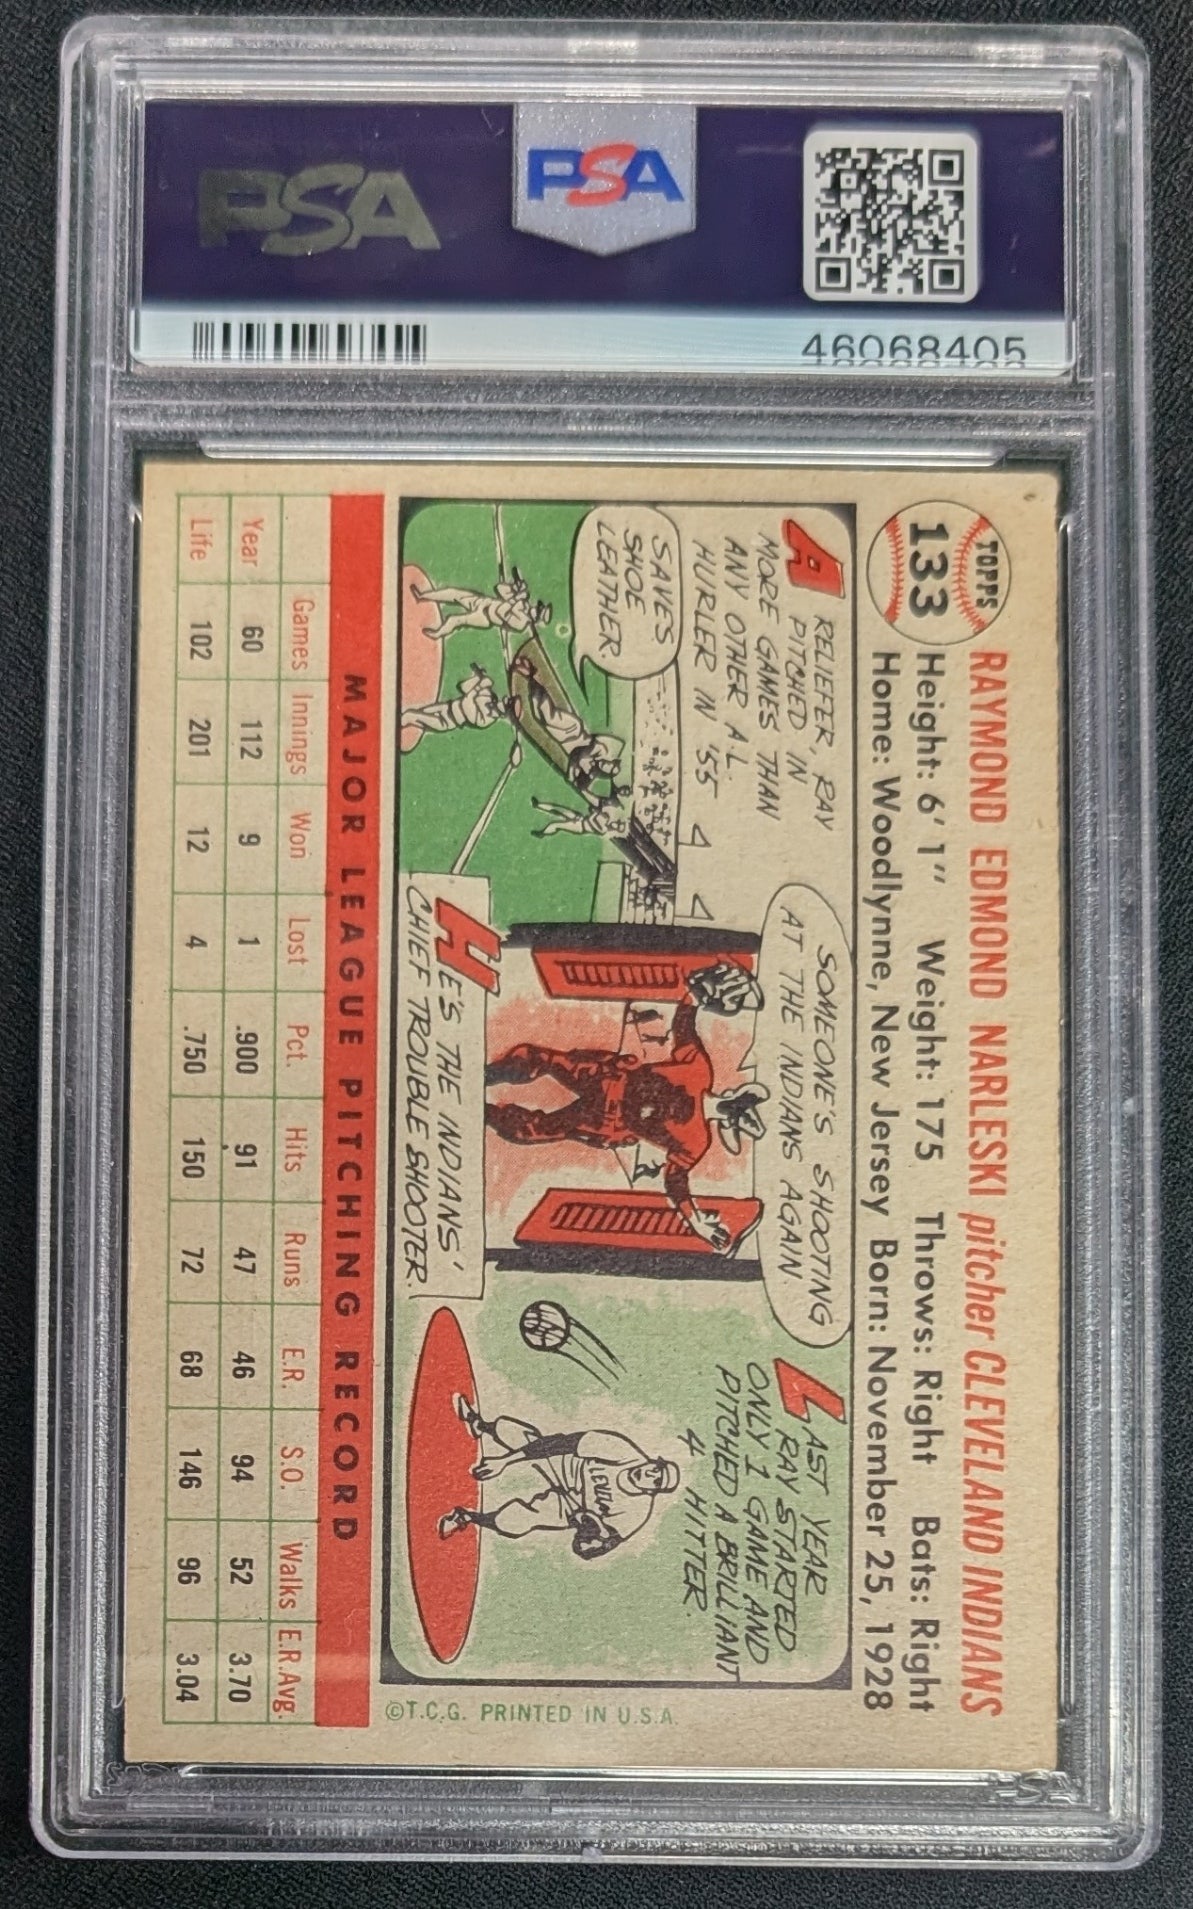 PSA
PSA
46068405
TOPPS
133
RAYMOND EDMOND NARLESKI pitcher CLEVELAND INDIANS
Height: 6' 1" Weight: 175 Throws: Right Bats: Right
Home: Woodlynne, New Jersey Born: November 25, 1928
A RELIEFER, RAY
PITCHED IN
MORE GAMES THAN
ANY OTHER A.L.
HURLER IN '55
SAVES
SHOE
LEATHER.
SOMEONE'S SHOOTING
AT THE INDIANS AGAIN.
HE'S THE INDIANS'
CHIEF TROUBLE SHOOTER.
LAST YEAR
RAY STARTED
ONLY 1 GAME AND
PITCHED A BRILLIANT
4 HITTER.
©T.C.G. PRINTED IN U.S.A.
MAJOR LEAGUE PITCHING RECORD
Games Innings Won Lost Pct. Hits Runs E.R. S.O. Walks E.R.Avg.
Year 60 112 9 1 .900 91 47 46 94 52 3.70
Life 102 201 12 4 .750 150 72 68 146 96 3.04